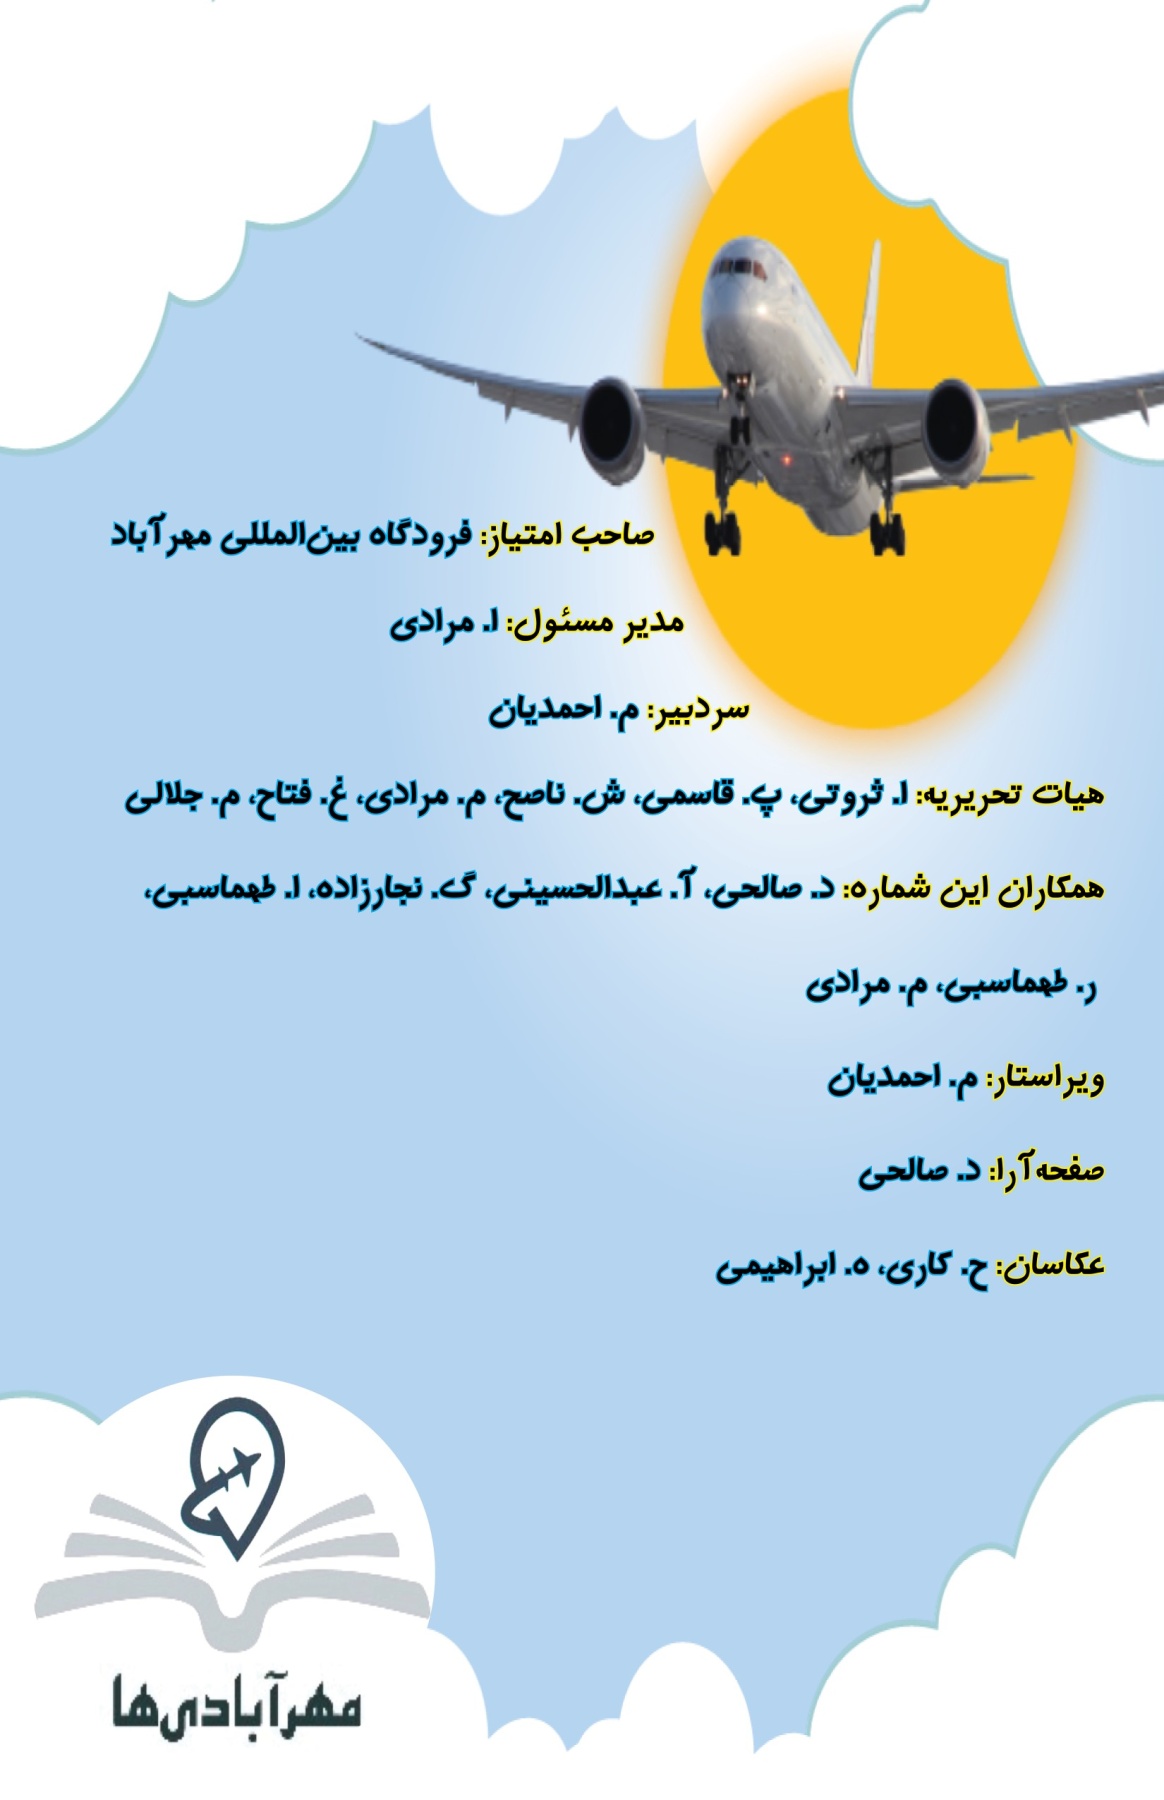 صاحب امتیاز: فرودگاه بین‌المللی مهرآباد
مدیر مسئول: ا. مرادی
سردبیر: م. احمدیان
هیات تحریریه: ا. ثروتی، پ. قاسمی، ش. ناصح، م. مرادی، غ. فتاح، م. جلالی
همکاران این شماره: د. صالحی، آ. عبدالحسینی، گ. نجارزاده، ا. طهماسبی،
ر. طهماسبی، م. مرادی
ویراستار: م. احمدیان
صفحه‌آرا: د. صالحی
عکاسان: ح. کاری، ه. ابراهیمی
مهرآبادی‌ها